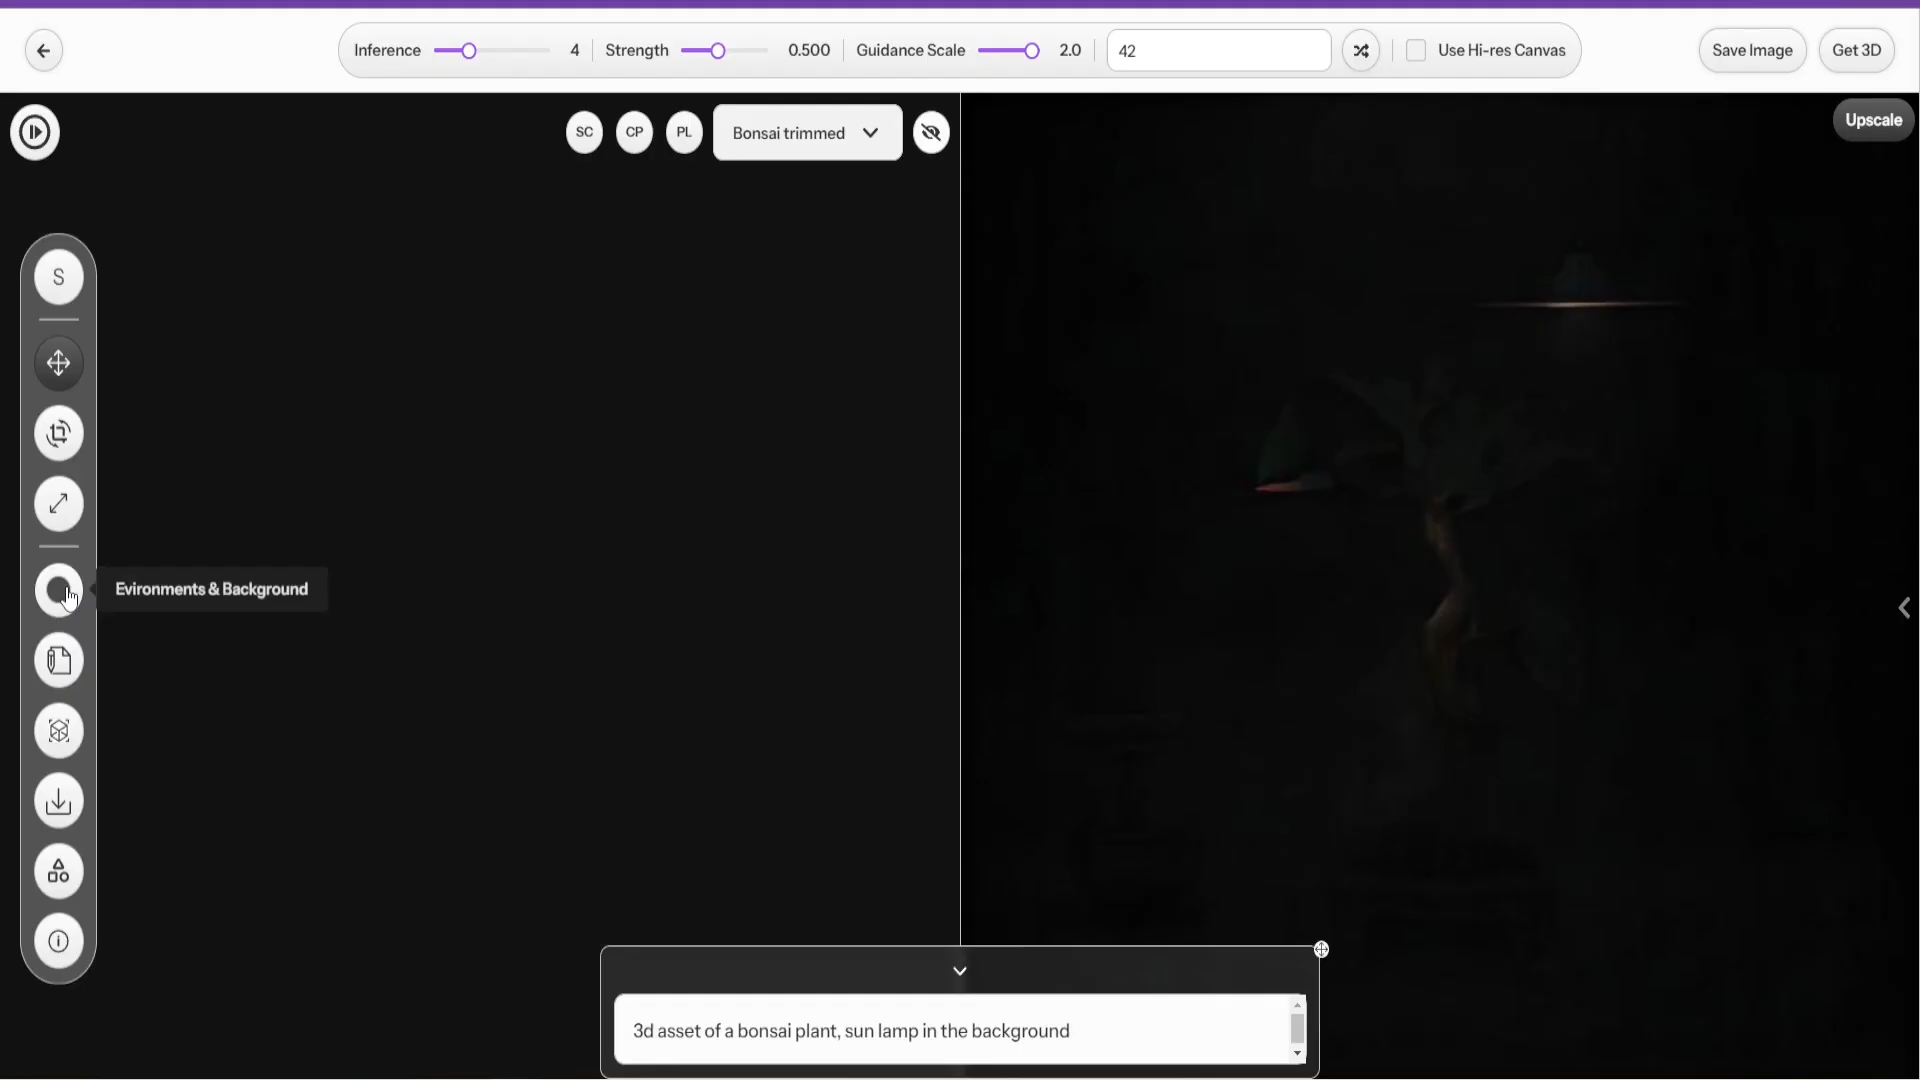 Inference 4 Strength 0.500 Guidance Scale 2.0 42 Use Hi-res Canvas Save Image Get 3D
SC CP PL Bonsai trimmed
Upscale
S
Evironments & Background
3d asset of a bonsai plant, sun lamp in the background